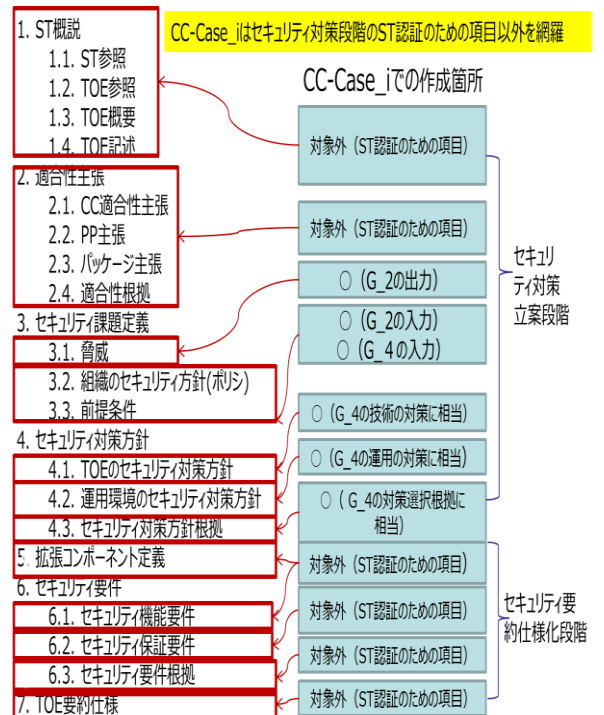 CC-Case_iはセキュリティ対策段階のST認証のための項目以外を網羅
CC-Case_iでの作成箇所
1. ST概説
1.1. ST参照
1.2. TOE参照
1.3. TOE概要
1.4. TOE記述
2. 適合性主張
2.1. CC適合性主張
2.2. PP主張
2.3. パッケージ主張
2.4. 適合性根拠
3. セキュリティ課題定義
3.1. 脅威
3.2. 組織のセキュリティ方針(ポリシ)
3.3. 前提条件
4. セキュリティ対策方針
4.1. TOEのセキュリティ対策方針
4.2. 運用環境のセキュリティ対策方針
4.3. セキュリティ対策方針根拠
5. 拡張コンポーネント定義
6. セキュリティ要件
6.1. セキュリティ機能要件
6.2. セキュリティ保証要件
6.3. セキュリティ要件根拠
7. TOE要約仕様
対象外（ST認証のための項目）
対象外（ST認証のための項目）
○（G_2の出力）
○（G_2の入力）
○（G_４の入力）
○（G_4の技術の対策に相当）
○（G_4の運用の対策に相当）
○（ G_4の対策選択根拠に
相当）
対象外（ST認証のための項目）
対象外（ST認証のための項目）
対象外（ST認証のための項目）
対象外（ST認証のための項目）
セキュリ
ティ対策
立案段階
セキュリティ要
約仕様化段階